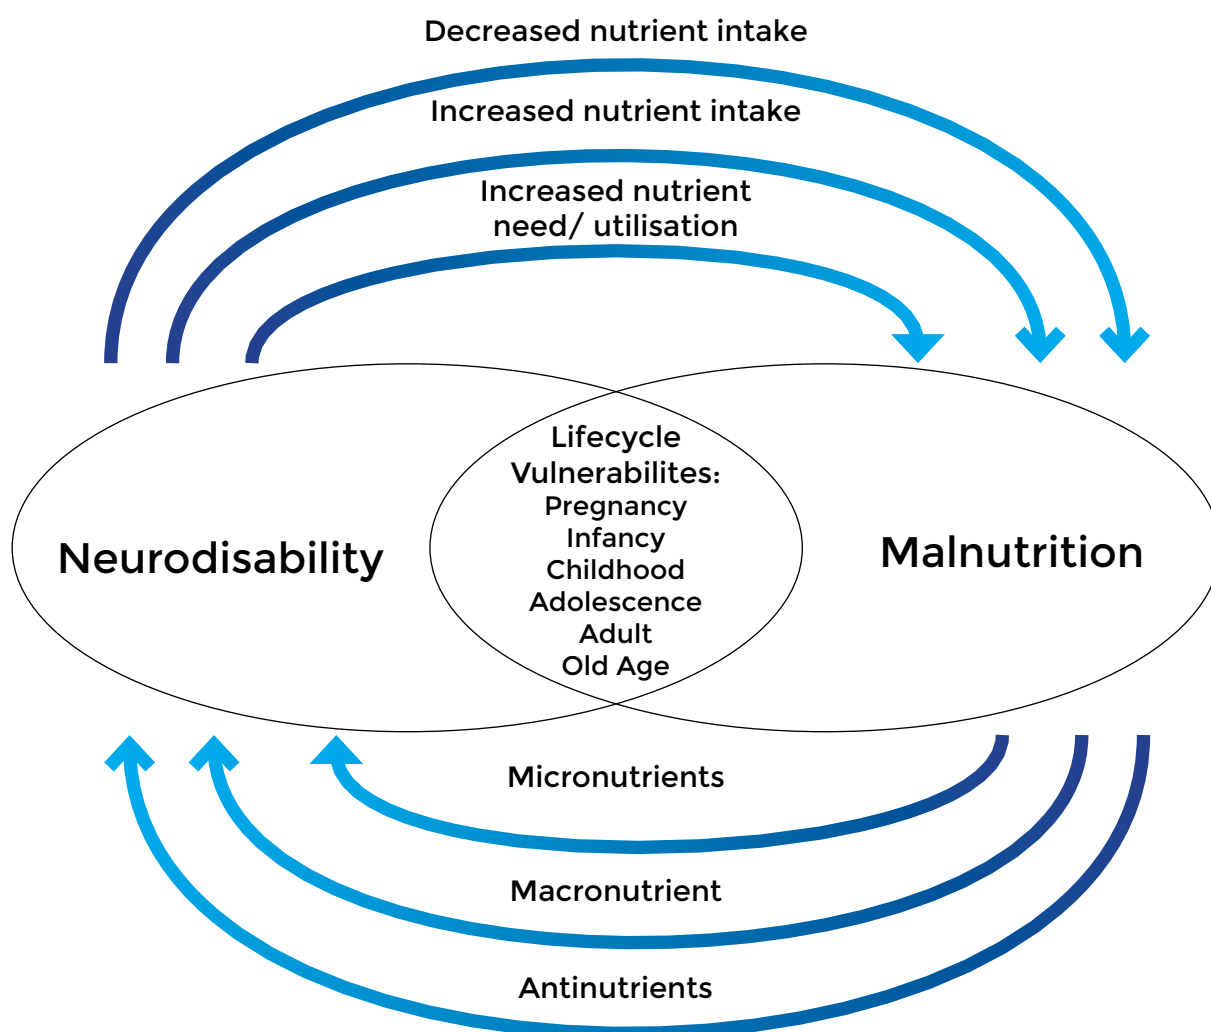 Decreased nutrient intake
Increased nutrient intake
Increased nutrient
need/ utilisation
Lifecycle
Vulnerabilites:
Pregnancy
Infancy
Childhood
Adolescence
Adult
Old Age
Neurodisability
Malnutrition
Micronutrients
Macronutrient
Antinutrients